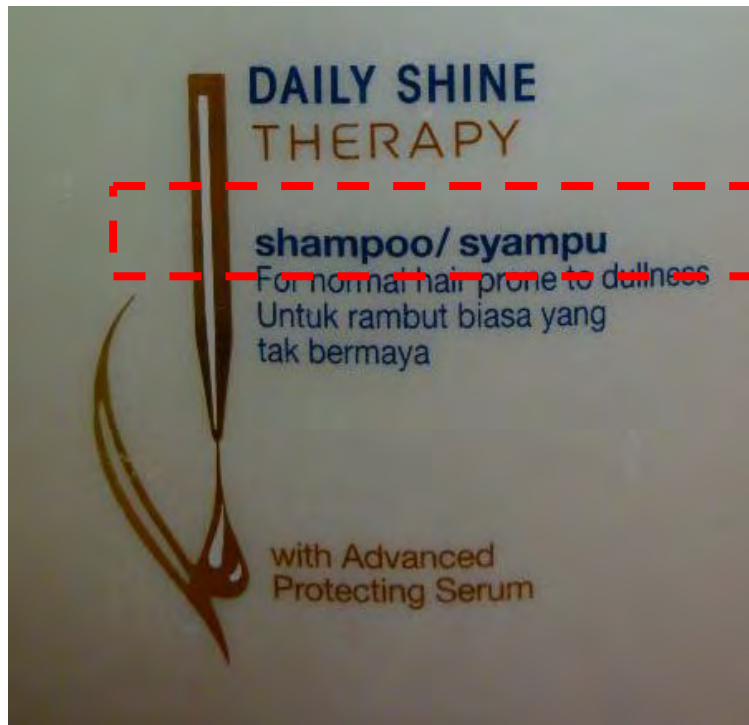 DAILY SHINE
THERAPY
shampoo/ syampu
For normal hair prone to dullness
Untuk rambut biasa yang
tak bermaya
with Advanced
Protecting Serum